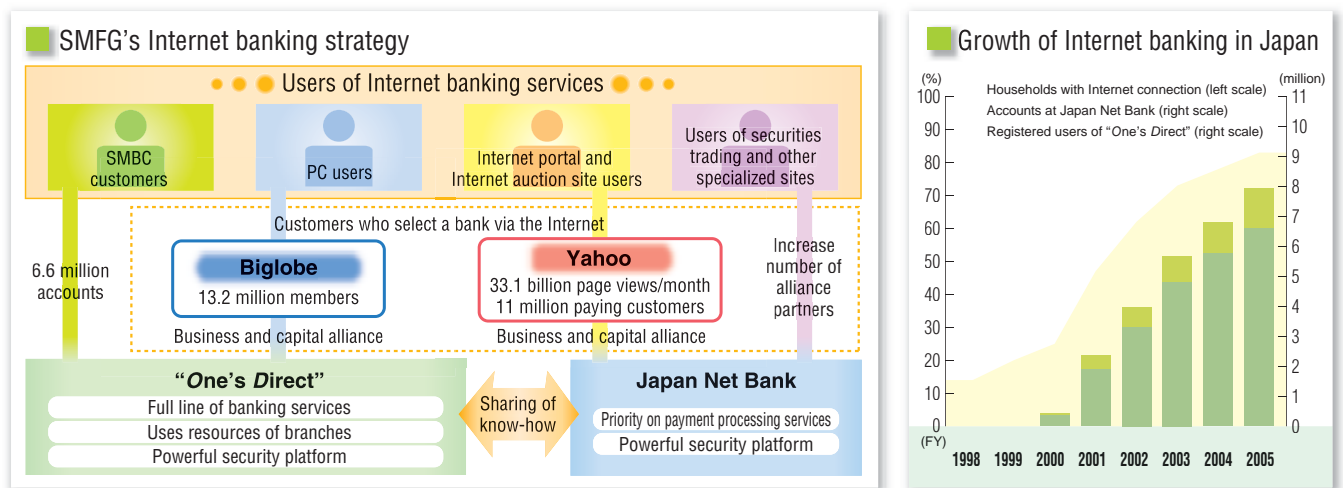 SMFG's Internet banking strategy
Users of Internet banking services
SMBC
customers
PC users
Internet portal and
Internet auction site users
Users of securities
trading and other
specialized sites
Customers who select a bank via the Internet
6.6 million
accounts
Biglobe
13.2 million members
Business and capital alliance
Yahoo
33.1 billion page views/month
11 million paying customers
Business and capital alliance
Increase
number of
alliance
partners
"One's Direct"
Full line of banking services
Uses resources of branches
Powerful security platform
Sharing of
know-how
Japan Net Bank
Priority on payment processing services
Powerful security platform
Growth of Internet banking in Japan
(%)
(million)
Households with Internet connection (left scale)
Accounts at Japan Net Bank (right scale)
Registered users of "One's Direct" (right scale)
100
90
80
70
60
50
40
30
20
10
0
11
10
9
8
7
6
5
4
3
2
1
0
(FY)
1998 1999 2000 2001 2002 2003 2004 2005